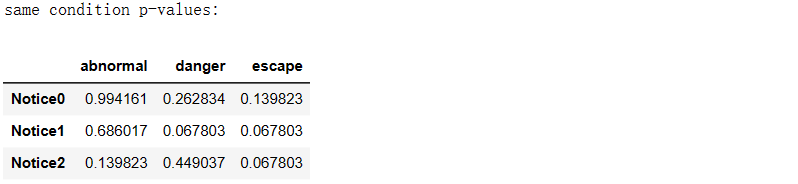 same condition p-values:
abnormal danger escape
Notice0 0.994161 0.262834 0.139823
Notice1 0.686017 0.067803 0.067803
Notice2 0.139823 0.449037 0.067803